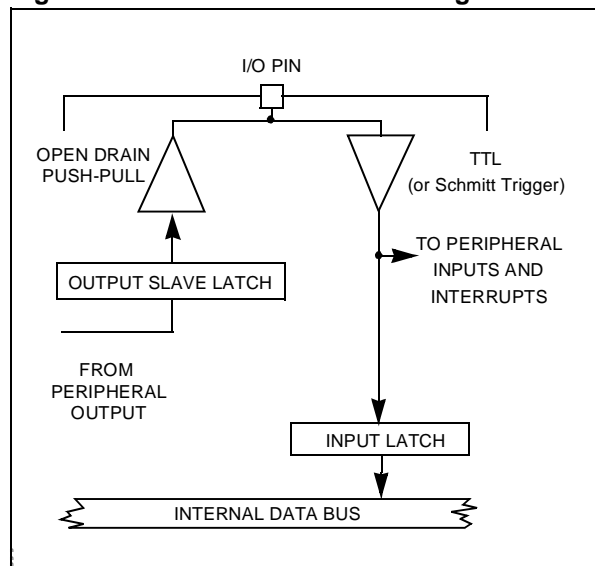 I/O PIN
OPEN DRAIN
PUSH-PULL
TTL
(or Schmitt Trigger)
TO PERIPHERAL
INPUTS AND
INTERRUPTS
OUTPUT SLAVE LATCH
FROM
PERIPHERAL
OUTPUT
INPUT LATCH
INTERNAL DATA BUS